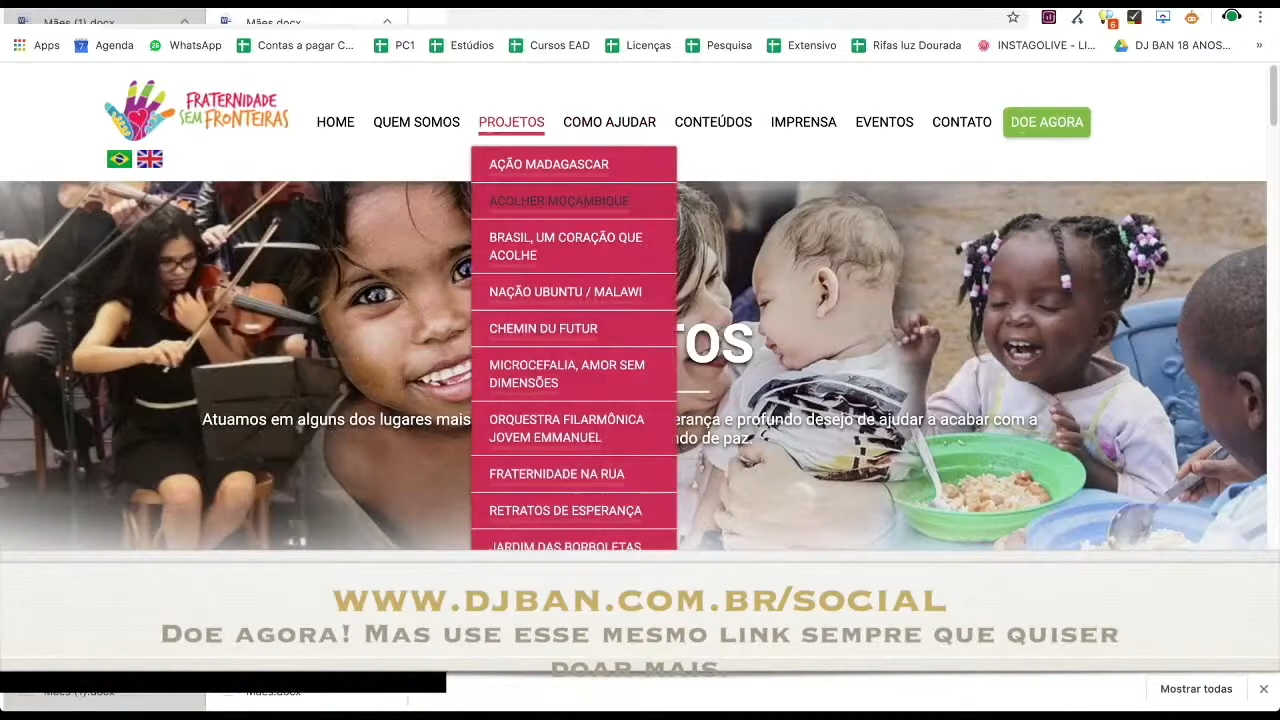 Mães (1).docx
Mães.docx
6
Apps
7
Agenda
WhatsApp
Contas a pagar C...
PC1
Estúdios
Cursos EAD
Licenças
Pesquisa
Extensivo
Rifas luz Dourada
INSTAGOLIVE - LI...
DJ BAN 18 ANOS...
»
FRATERNIDADE
SEM FRONTEIRAS
HOME
QUEM SOMOS
PROJETOS
COMO AJUDAR
CONTEÚDOS
IMPRENSA
EVENTOS
CONTATO
DOE AGORA
AÇÃO MADAGASCAR
ACOLHER MOÇAMBIQUE
BRASIL, UM CORAÇÃO QUE
ACOLHE
NAÇÃO UBUNTU / MALAWI
CHEMIN DU FUTUR
MICROCEFALIA, AMOR SEM
DIMENSÕES
ORQUESTRA FILARMÔNICA
JOVEM EMMANUEL
FRATERNIDADE NA RUA
RETRATOS DE ESPERANÇA
JARDIM DAS BORBOLETAS
TOS
Atuamos em alguns dos lugares mais
erança e profundo desejo de ajudar a acabar com a
do de paz.
WWW.DJBAN.COM.BR/SOCIAL
DOE AGORA! MAS USE ESSE MESMO LINK SEMPRE QUE QUISER
DOAR MAIS.
Mães (1).docx
Mães.docx
Mostrar todas